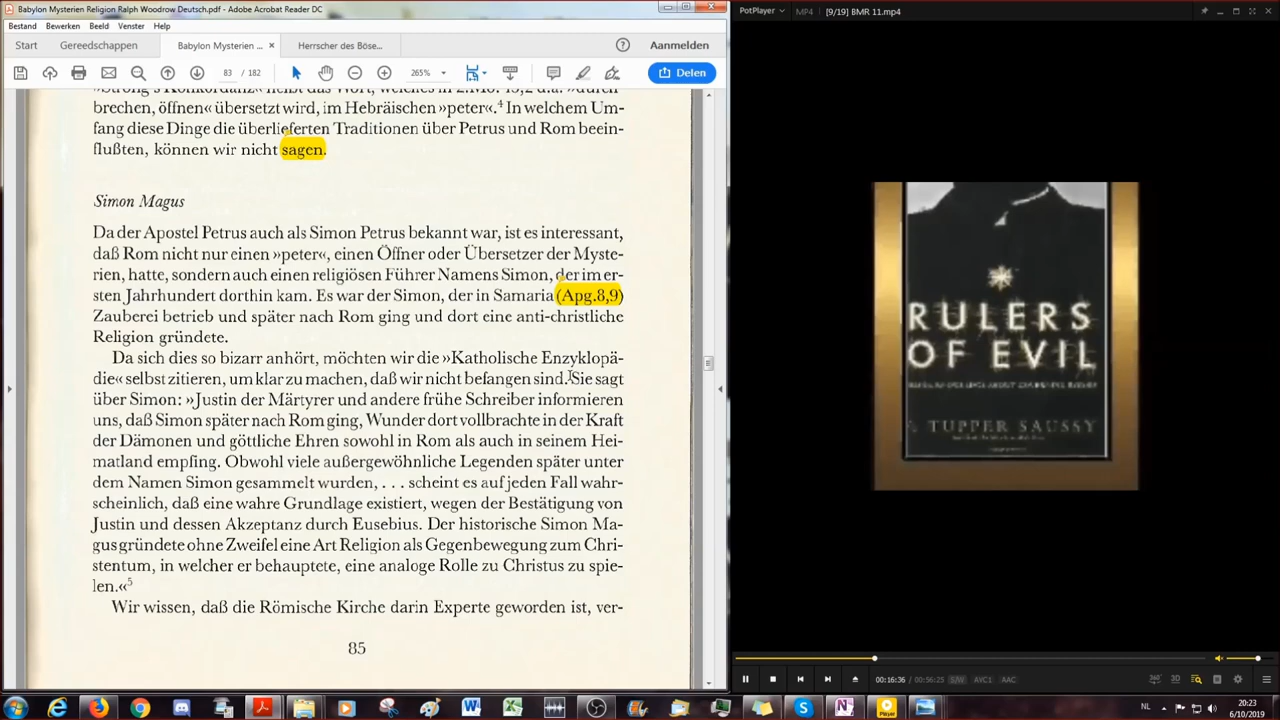 Babylon Mysterien Religion Ralph Woodrow Deutsch.pdf - Adobe Acrobat Reader DC
Bestand Bewerken Beeld Venster Help
Start Gereedschappen Babylon Mysterien ... × Herrscher des Böse... Aanmelden
83 / 182 265% Delen
brechen, öffnen« übersetzt wird, im Hebräischen »peter«.4 In welchem Um-
fang diese Dinge die überlieferten Traditionen über Petrus und Rom beein-
flußten, können wir nicht sagen.
Simon Magus
Da der Apostel Petrus auch als Simon Petrus bekannt war, ist es interessant,
daß Rom nicht nur einen »peter«, einen Öffner oder Übersetzer der Myste-
rien, hatte, sondern auch einen religiösen Führer Namens Simon, der im er-
sten Jahrhundert dorthin kam. Es war der Simon, der in Samaria (Apg.8,9)
Zauberei betrieb und später nach Rom ging und dort eine anti-christliche
Religion gründete.
Da sich dies so bizarr anhört, möchten wir die »Katholische Enzyklopä-
die« selbst zitieren, um klar zu machen, daß wir nicht befangen sind. Sie sagt
über Simon: »Justin der Märtyer und andere frühe Schreiber informieren
uns, daß Simon später nach Rom ging, Wunder dort vollbrachte in der Kraft
der Dämonen und göttliche Ehren sowohl in Rom als auch in seinem Hei-
matland empfing. Obwohl viele außergewöhnliche Legenden später unter
dem Namen Simon gesammelt wurden, . . . scheint es auf jeden Fall wahr-
scheinlich, daß eine wahre Grundlage existiert, wegen der Bestätigung von
Justin und dessen Akzeptanz durch Eusebius. Der historische Simon Ma-
gus gründete ohne Zweifel eine Art Religion als Gegenbewegung zum Chri-
stentum, in welcher er behauptete, eine analoge Rolle zu Christus zu spie-
len.«5
Wir wissen, daß die Römische Kirche darin Experte geworden ist, ver-
85
PotPlayer MP4 [9/19] BMR 11.mp4
RULERS
OF EVIL
TUPPER SAUSSY
00:16:36 / 00:56:25 S/W AVC1 AAC
360° 3D
NL 20:23
6/10/2019